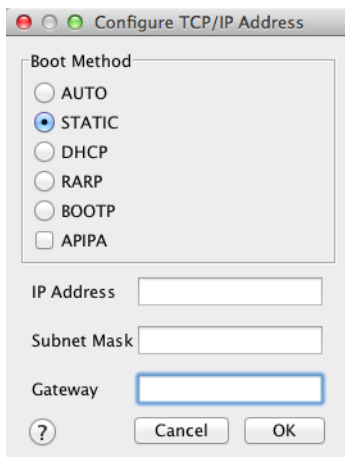 Configure TCP/IP Address
Boot Method
AUTO
STATIC
DHCP
RARP
BOOTP
APIPA
IP Address
Subnet Mask
Gateway
? Cancel OK